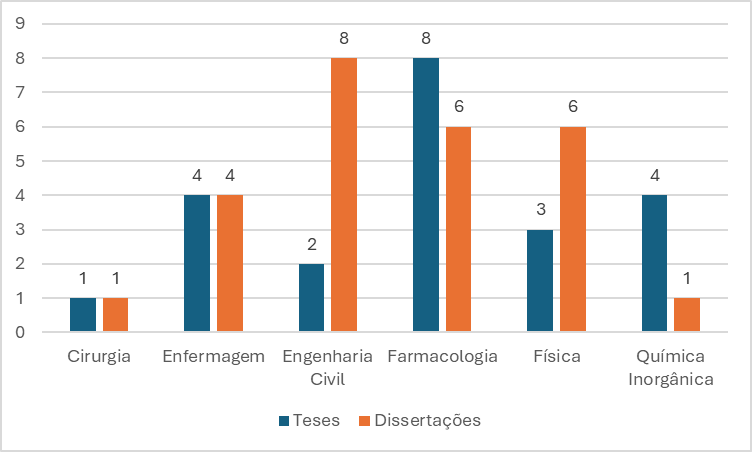 9
8
7
6
5
4
3
2
1
0
1 1
4 4
2 8
8 6
3 6
4 1
Cirurgia
Enfermagem
Engenharia
Civil
Farmacologia
Física
Química
Inorgânica
Teses Dissertações